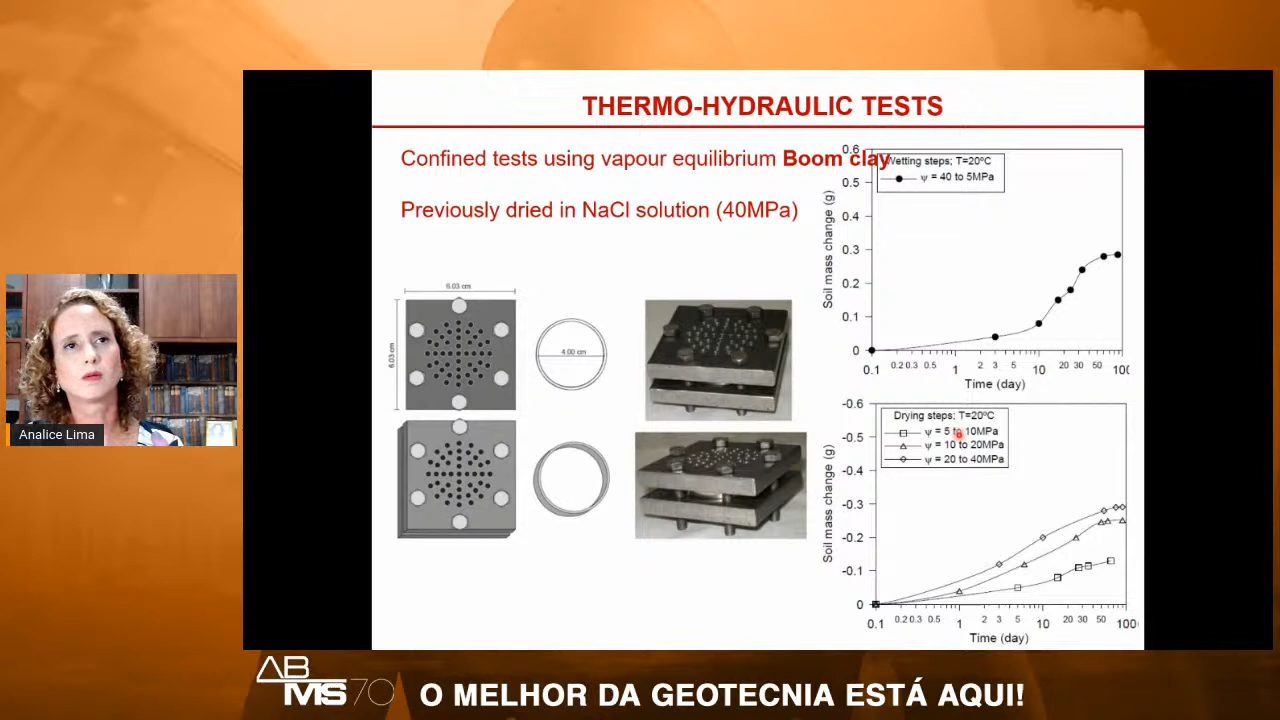 THERMO-HYDRAULIC TESTS
Confined tests using vapour equilibrium Boom clay
Previously dried in NaCl solution (40MPa)
6.03 cm
6.03 cm
4.00 cm
0.6
0.5
0.4
0.3
0.2
0.1
0
Soil mass change (g)
Wetting steps; T=20ºC
ψ = 40 to 5MPa
0.1 0.2 0.3 0.5 1 2 3 5 10 20 30 50 100
Time (day)
-0.6
-0.5
-0.4
-0.3
-0.2
-0.1
0
Soil mass change (g)
Drying steps; T=20ºC
ψ = 5 to 10MPa
ψ = 10 to 20MPa
ψ = 20 to 40MPa
0.1 0.2 0.3 0.5 1 2 3 5 10 20 30 50 100
Time (day)
Analice Lima
ABMS70
O MELHOR DA GEOTECNIA ESTÁ AQUI!